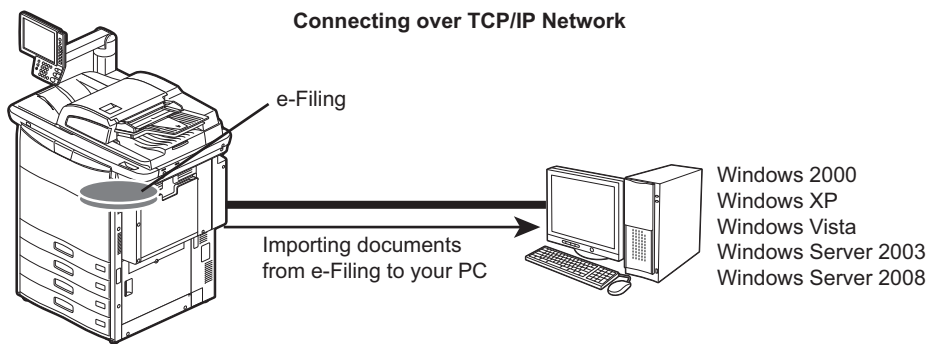 Connecting over TCP/IP Network
e-Filing
Importing documents
from e-Filing to your PC
Windows 2000
Windows XP
Windows Vista
Windows Server 2003
Windows Server 2008